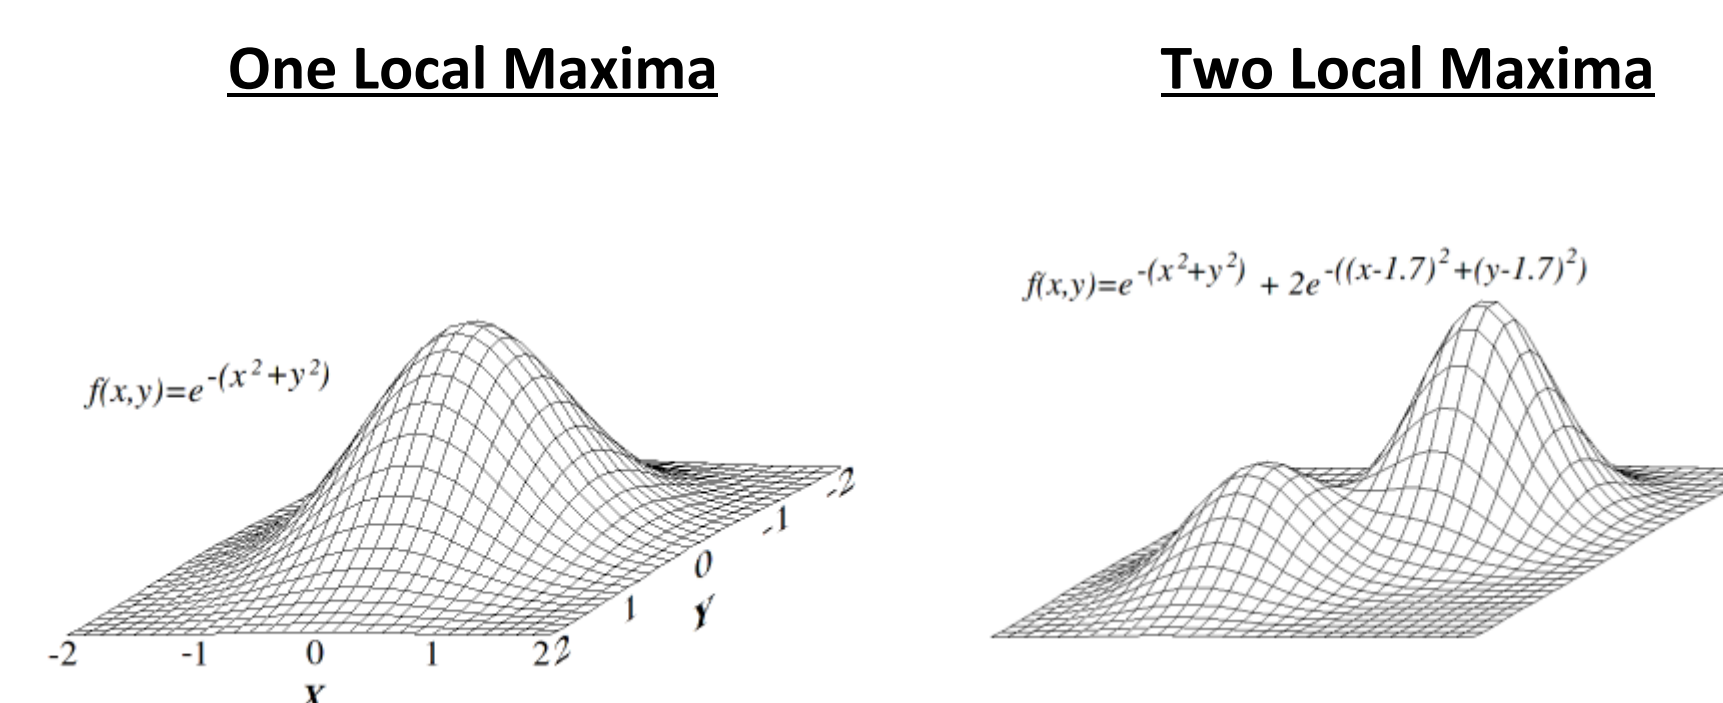 One Local Maxima
Two Local Maxima
f(x,y)=e^-(x²+y²) + 2e^-((x-1.7)²+(y-1.7)²)
f(x,y)=e^-(x²+y²)
-2
-1
0
Y
1
-2 -1 0 1 2 2
X